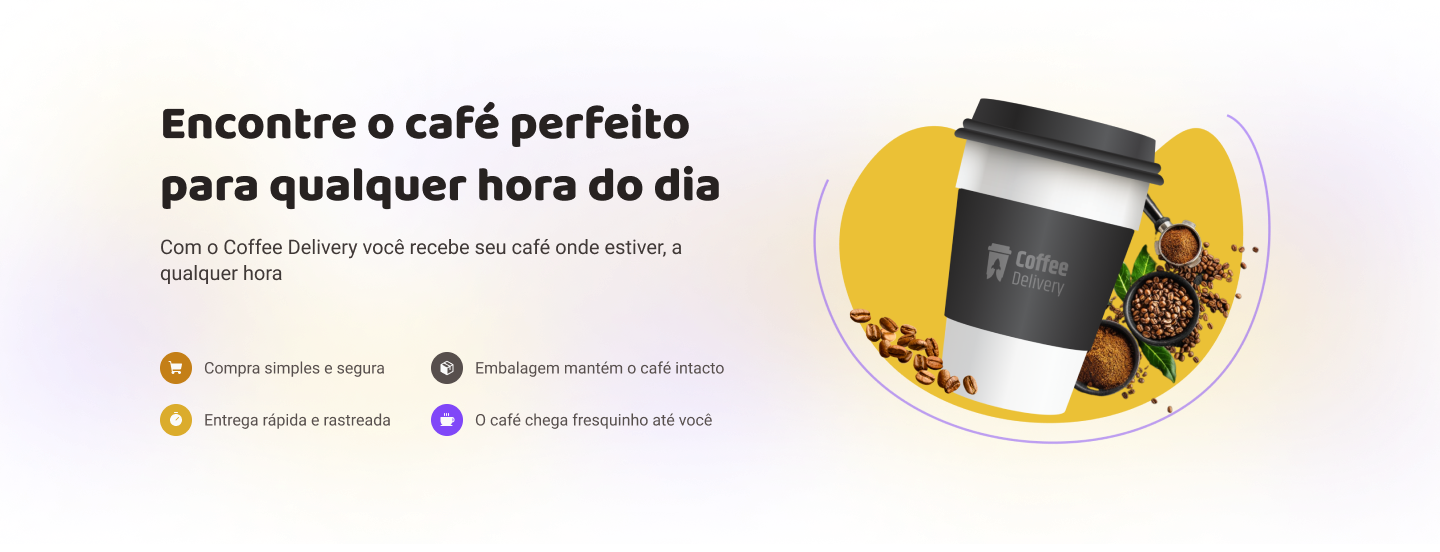 Encontre o café perfeito
para qualquer hora do dia
Com o Coffee Delivery você recebe seu café onde estiver, a
qualquer hora
Compra simples e segura
Embalagem mantém o café intacto
Entrega rápida e rastreada
O café chega fresquinho até você
Coffee
Delivery